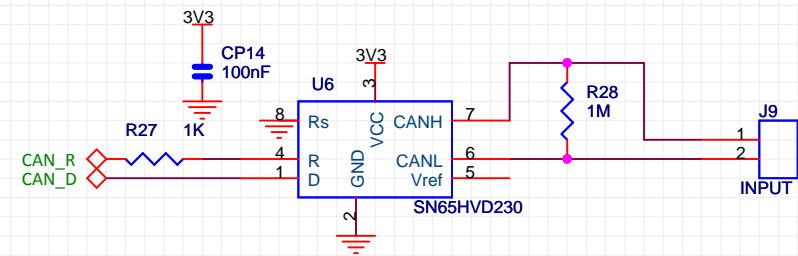 3V3
CP14
100nF
3V3
3
U6
R28
1M
8
Rs
VCC
CANH
7
J9
R27
1K
1
CAN_R
4
R
GND
CANL
6
2
CAN_D
1
D
Vref
5
INPUT
SN65HVD230
2